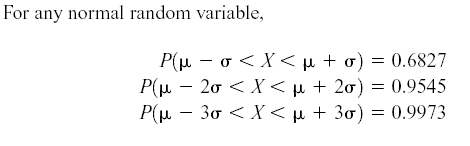 For any normal random variable,
P(μ − σ < X < μ + σ) = 0.6827
P(μ − 2σ < X < μ + 2σ) = 0.9545
P(μ − 3σ < X < μ + 3σ) = 0.9973